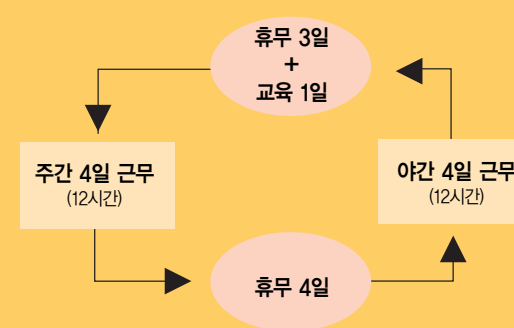 휴무 3일
+
교육 1일
주간 4일 근무
(12시간)
야간 4일 근무
(12시간)
휴무 4일